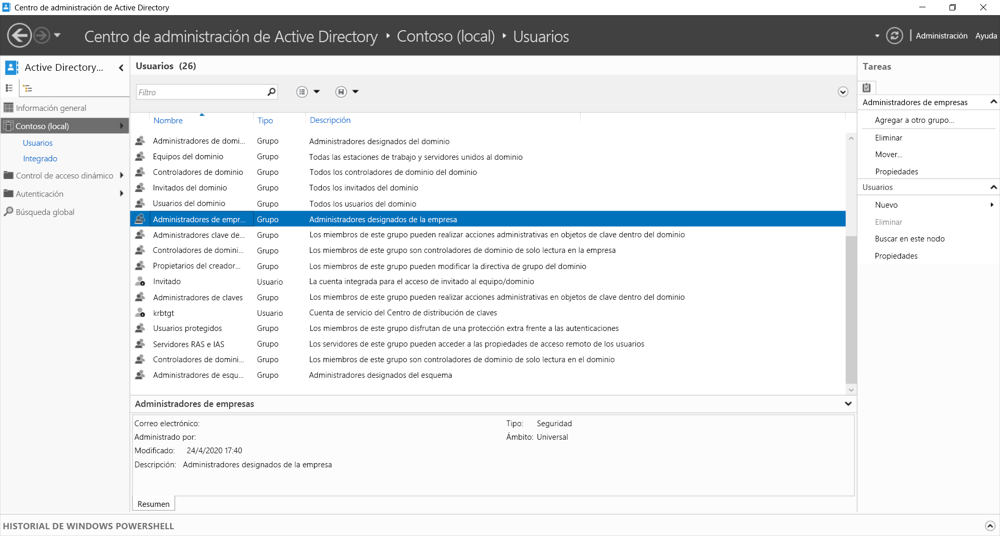 Centro de administración de Active Directory
Centro de administración de Active Directory • Contoso (local) • Usuarios
Administración Ayuda
Active Directory...
Información general
Contoso (local)
Usuarios
Integrado
Control de acceso dinámico
Autenticación
Búsqueda global
Usuarios (26)
Filtro
Nombre Tipo Descripción
Administradores de domi... Grupo Administradores designados del dominio
Equipos del dominio Grupo Todas las estaciones de trabajo y servidores unidos al dominio
Controladores de dominio Grupo Todos los controladores de dominio del dominio
Invitados del dominio Grupo Todos los invitados del dominio
Usuarios del dominio Grupo Todos los usuarios del dominio
Administradores de empr... Grupo Administradores designados de la empresa
Administradores clave de... Grupo Los miembros de este grupo pueden realizar acciones administrativas en objetos de clave dentro del dominio
Controladores de domini... Grupo Los miembros de este grupo son controladores de dominio de solo lectura en la empresa
Propietarios del creador... Grupo Los miembros de este grupo pueden modificar la directiva de grupo del dominio
Invitado Usuario La cuenta integrada para el acceso de invitado al equipo/dominio
Administradores de claves Grupo Los miembros de este grupo pueden realizar acciones administrativas en objetos de clave dentro del dominio
krbtgt Usuario Cuenta de servicio del Centro de distribución de claves
Usuarios protegidos Grupo Los miembros de este grupo disfrutan de una protección extra frente a las autenticaciones
Servidores RAS e IAS Grupo Los servidores de este grupo pueden acceder a las propiedades de acceso remoto de los usuarios
Controladores de domini... Grupo Los miembros de este grupo son controladores de dominio de solo lectura en el dominio
Administradores de esqu... Grupo Administradores designados del esquema
Administradores de empresas
Correo electrónico:
Administrado por:
Modificado: 24/4/2020 17:40
Descripción: Administradores designados de la empresa
Tipo: Seguridad
Ámbito: Universal
Resumen
Tareas
Administradores de empresas
Agregar a otro grupo...
Eliminar
Mover...
Propiedades
Usuarios
Nuevo
Eliminar
Buscar en este nodo
Propiedades
HISTORIAL DE WINDOWS POWERSHELL